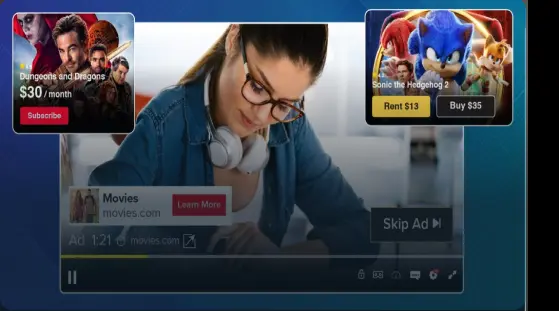 Dungeons and Dragons
$30 / month
Subscribe
Sonic the Hedgehog 2
Rent $13
Buy $35
Movies
movies.com
Learn More
Skip Ad
Ad 1:21
movies.com